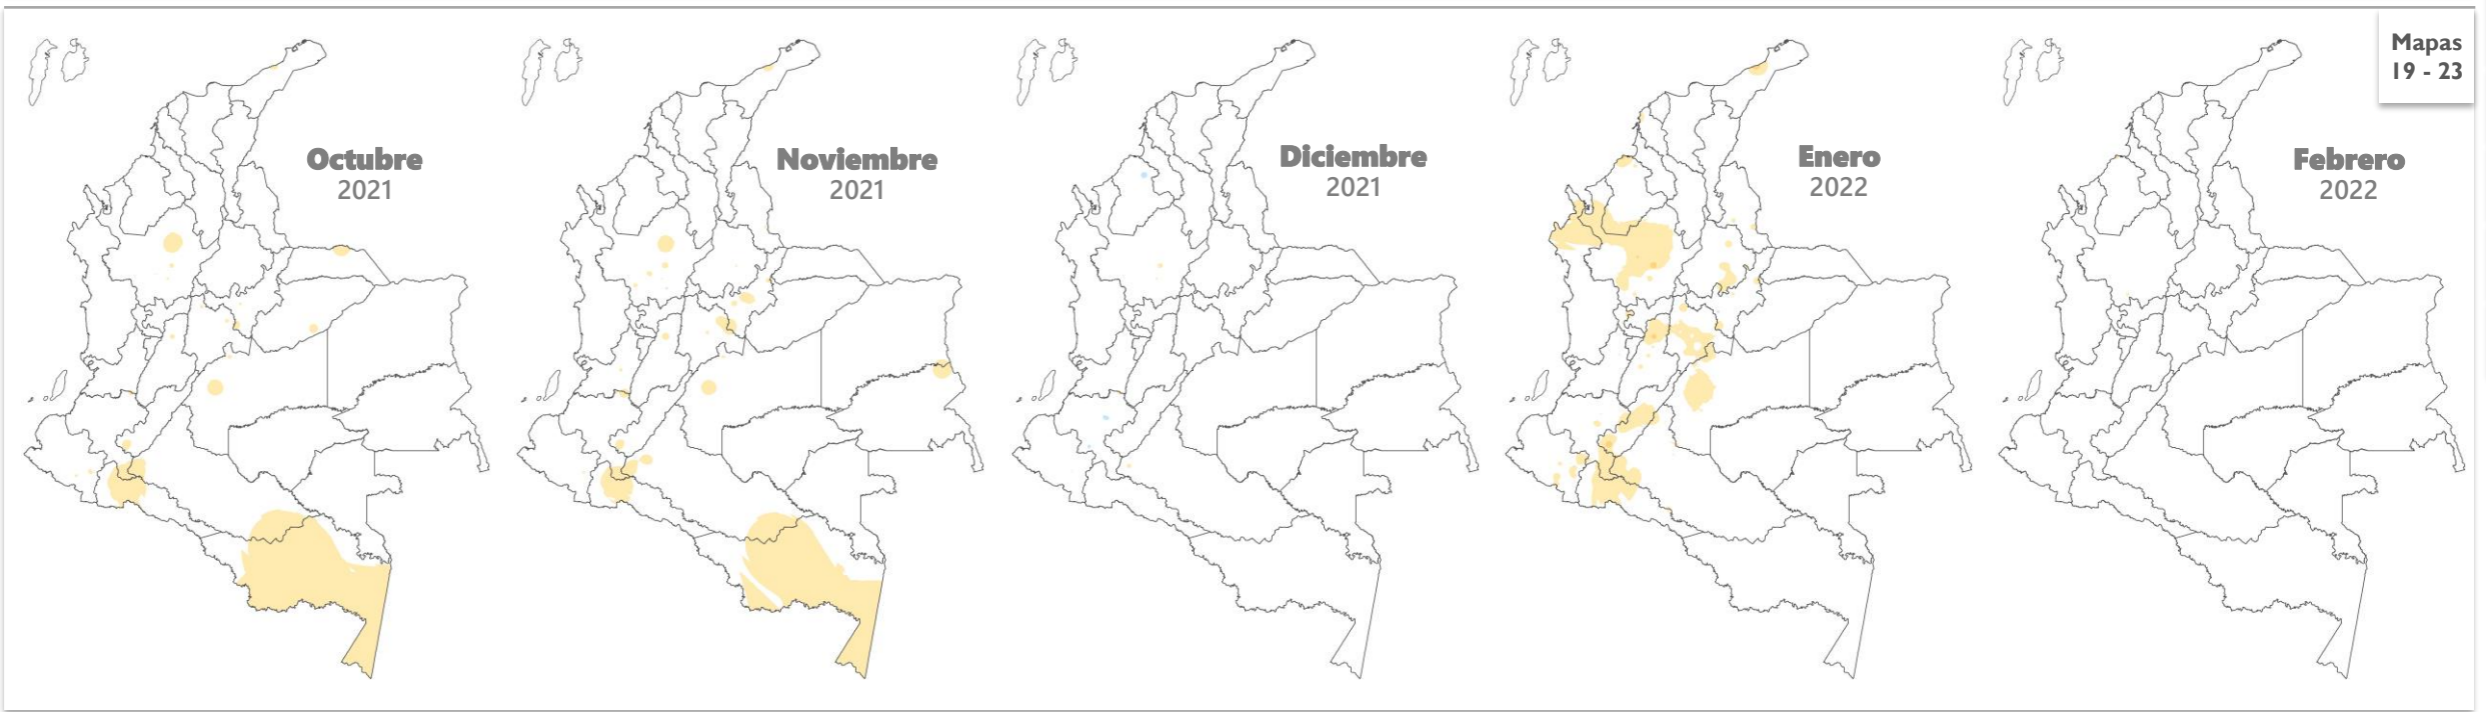 Mapas
19 - 23
Octubre
2021
Noviembre
2021
Diciembre
2021
Enero
2022
Febrero
2022